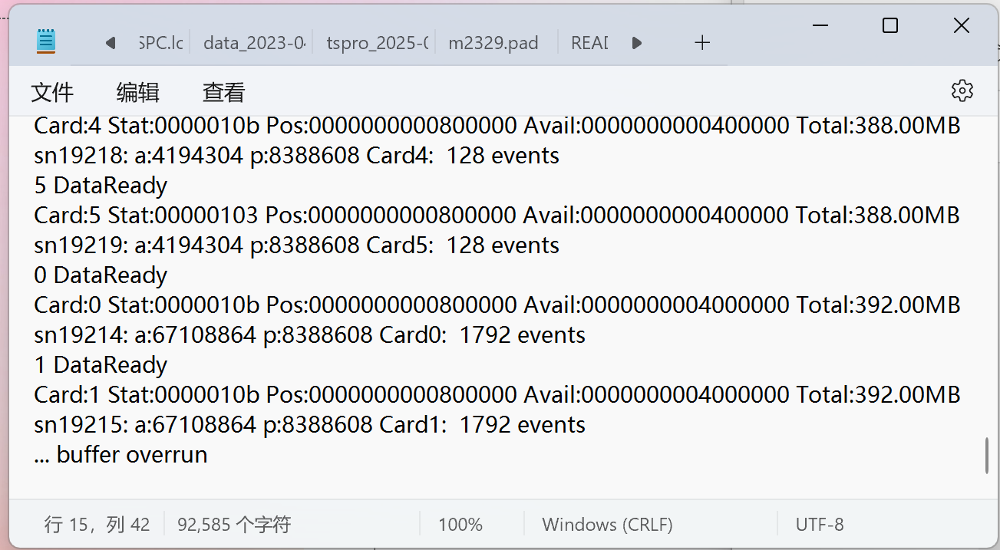 SPC.lc data_2023-0 tspro_2025-0 m2329.pad READ
文件 编辑 查看
Card:4 Stat:0000010b Pos:0000000000800000 Avail:0000000000400000 Total:388.00MB
sn19218: a:4194304 p:8388608 Card4:  128 events
5 DataReady
Card:5 Stat:00000103 Pos:0000000000800000 Avail:0000000000400000 Total:388.00MB
sn19219: a:4194304 p:8388608 Card5:  128 events
0 DataReady
Card:0 Stat:0000010b Pos:0000000000800000 Avail:0000000004000000 Total:392.00MB
sn19214: a:67108864 p:8388608 Card0:  1792 events
1 DataReady
Card:1 Stat:0000010b Pos:0000000000800000 Avail:0000000004000000 Total:392.00MB
sn19215: a:67108864 p:8388608 Card1:  1792 events
... buffer overrun
行 15，列 42 92,585 个字符 100% Windows (CRLF) UTF-8